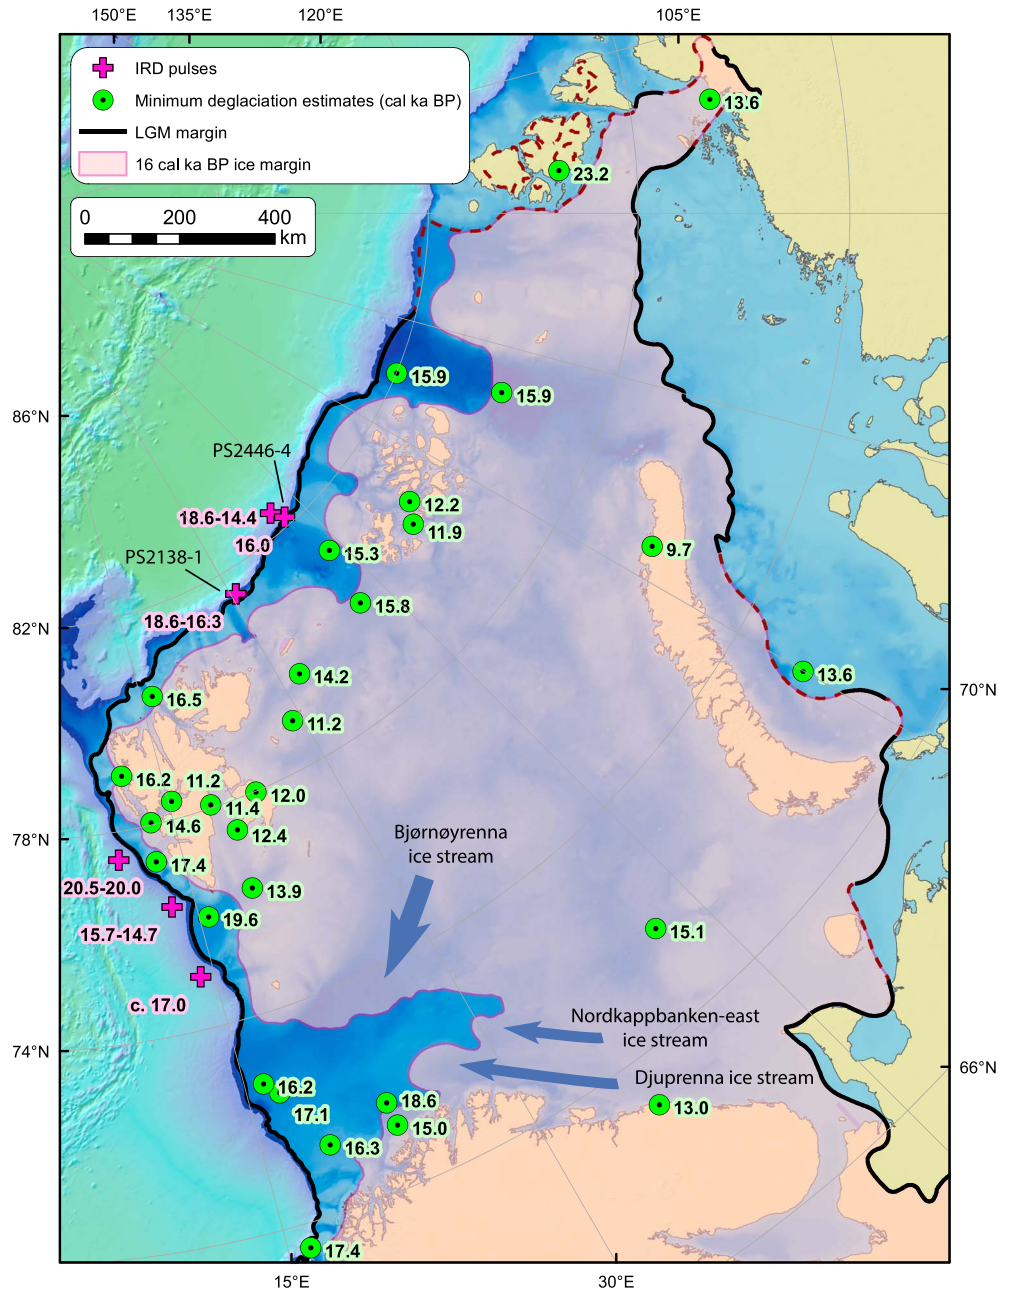 150°E 135°E 120°E 105°E
IRD pulses
Minimum deglaciation estimates (cal ka BP)
LGM margin
16 cal ka BP ice margin
0 200 400
km
13.6
23.2
15.9
15.9
86°N
PS2446-4
12.2
18.6-14.4
11.9
16.0
9.7
15.3
PS2138-1
15.8
18.6-16.3
82°N
14.2
13.6
16.5
70°N
11.2
16.2
11.2
12.0
11.4
14.6
12.4
78°N
Bjørnøyrenna
ice stream
17.4
20.5-20.0
13.9
19.6
15.7-14.7
15.1
c. 17.0
Nordkappbanken-east
ice stream
74°N
66°N
Djuprenna ice stream
16.2
18.6
13.0
17.1
15.0
16.3
17.4
15°E 30°E